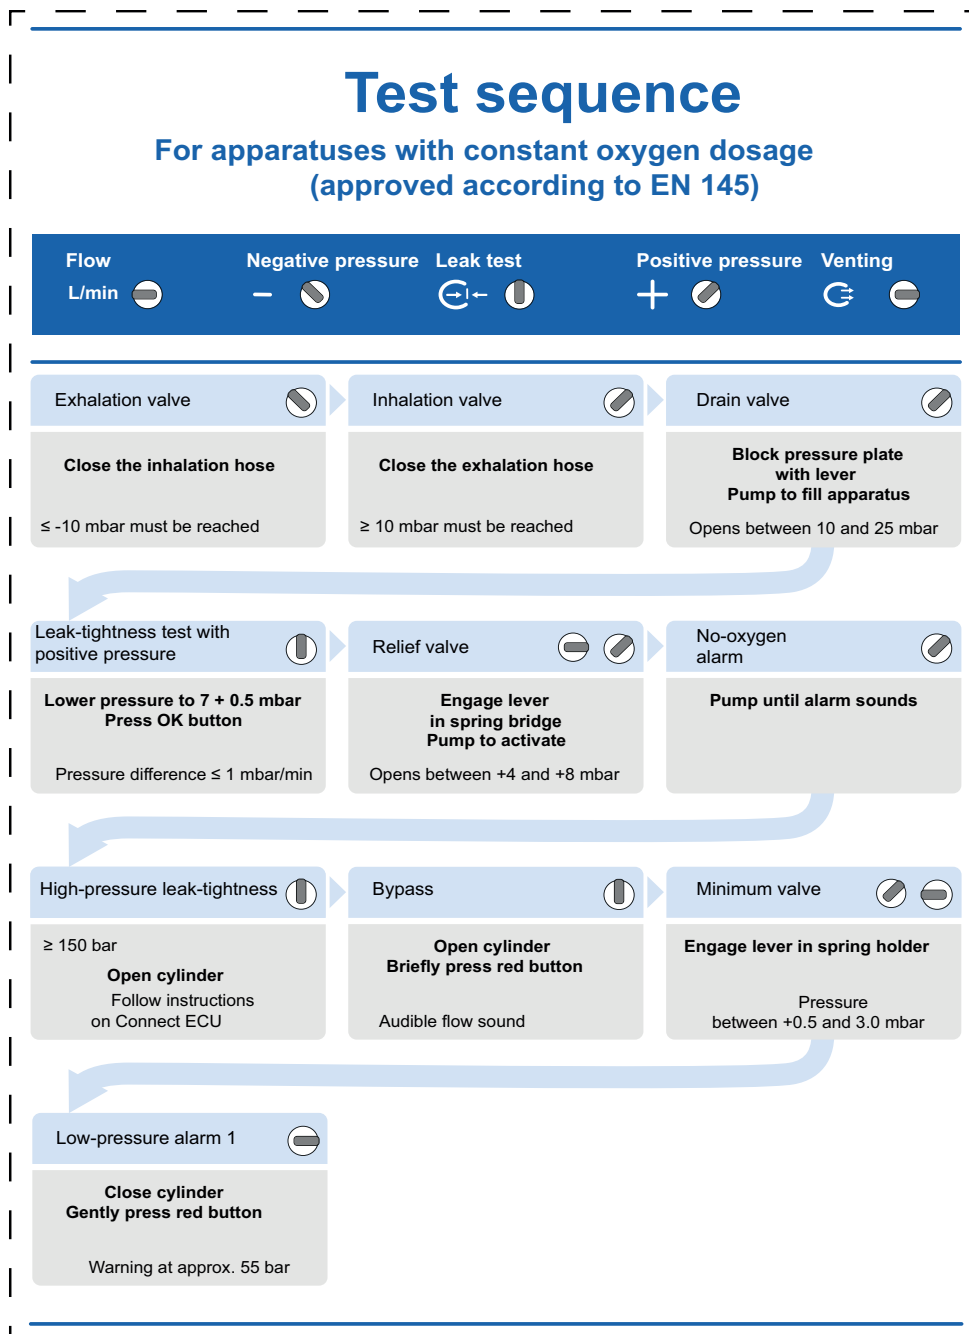 Test sequence
For apparatuses with constant oxygen dosage
(approved according to EN 145)
Flow
L/min
Negative pressure
Leak test
Positive pressure
Venting
Exhalation valve
Close the inhalation hose
≤ -10 mbar must be reached
Inhalation valve
Close the exhalation hose
≥ 10 mbar must be reached
Drain valve
Block pressure plate
with lever
Pump to fill apparatus
Opens between 10 and 25 mbar
Leak-tightness test with
positive pressure
Lower pressure to 7 + 0.5 mbar
Press OK button
Pressure difference ≤ 1 mbar/min
Relief valve
Engage lever
in spring bridge
Pump to activate
Opens between +4 and +8 mbar
No-oxygen
alarm
Pump until alarm sounds
High-pressure leak-tightness
≥ 150 bar
Open cylinder
Follow instructions
on Connect ECU
Bypass
Open cylinder
Briefly press red button
Audible flow sound
Minimum valve
Engage lever in spring holder
Pressure
between +0.5 and 3.0 mbar
Low-pressure alarm 1
Close cylinder
Gently press red button
Warning at approx. 55 bar